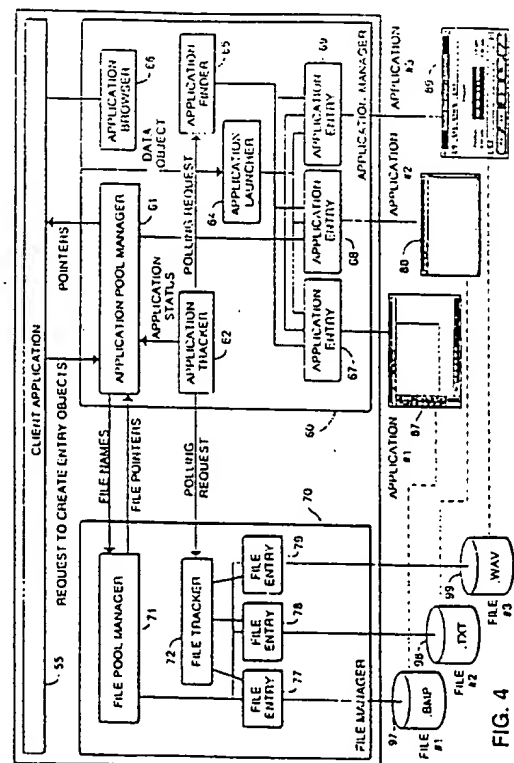 CLIENT APPLICATION
55
REQUEST TO CREATE ENTRY OBJECTS
POINTERS
FILE NAMES
FILE POINTERS
FILE POOL MANAGER
71
APPLICATION POOL MANAGER
61
APPLICATION BROWSER
66
DATA OBJECT
APPLICATION STATUS
POLLING REQUEST
FILE TRACKER
72
POLLING REQUEST
APPLICATION TRACKER
62
APPLICATION LAUNCHER
64
APPLICATION FINDER
65
FILE ENTRY
77
FILE ENTRY
78
FILE ENTRY
79
APPLICATION ENTRY
67
APPLICATION ENTRY
68
APPLICATION ENTRY
69
FILE MANAGER
70
60
APPLICATION MANAGER
APPLICATION #1
87
APPLICATION #2
88
APPLICATION #3
89
97
.BMP
FILE #1
98
.TXT
FILE #2
99
.WAV
FILE #3
FIG. 4